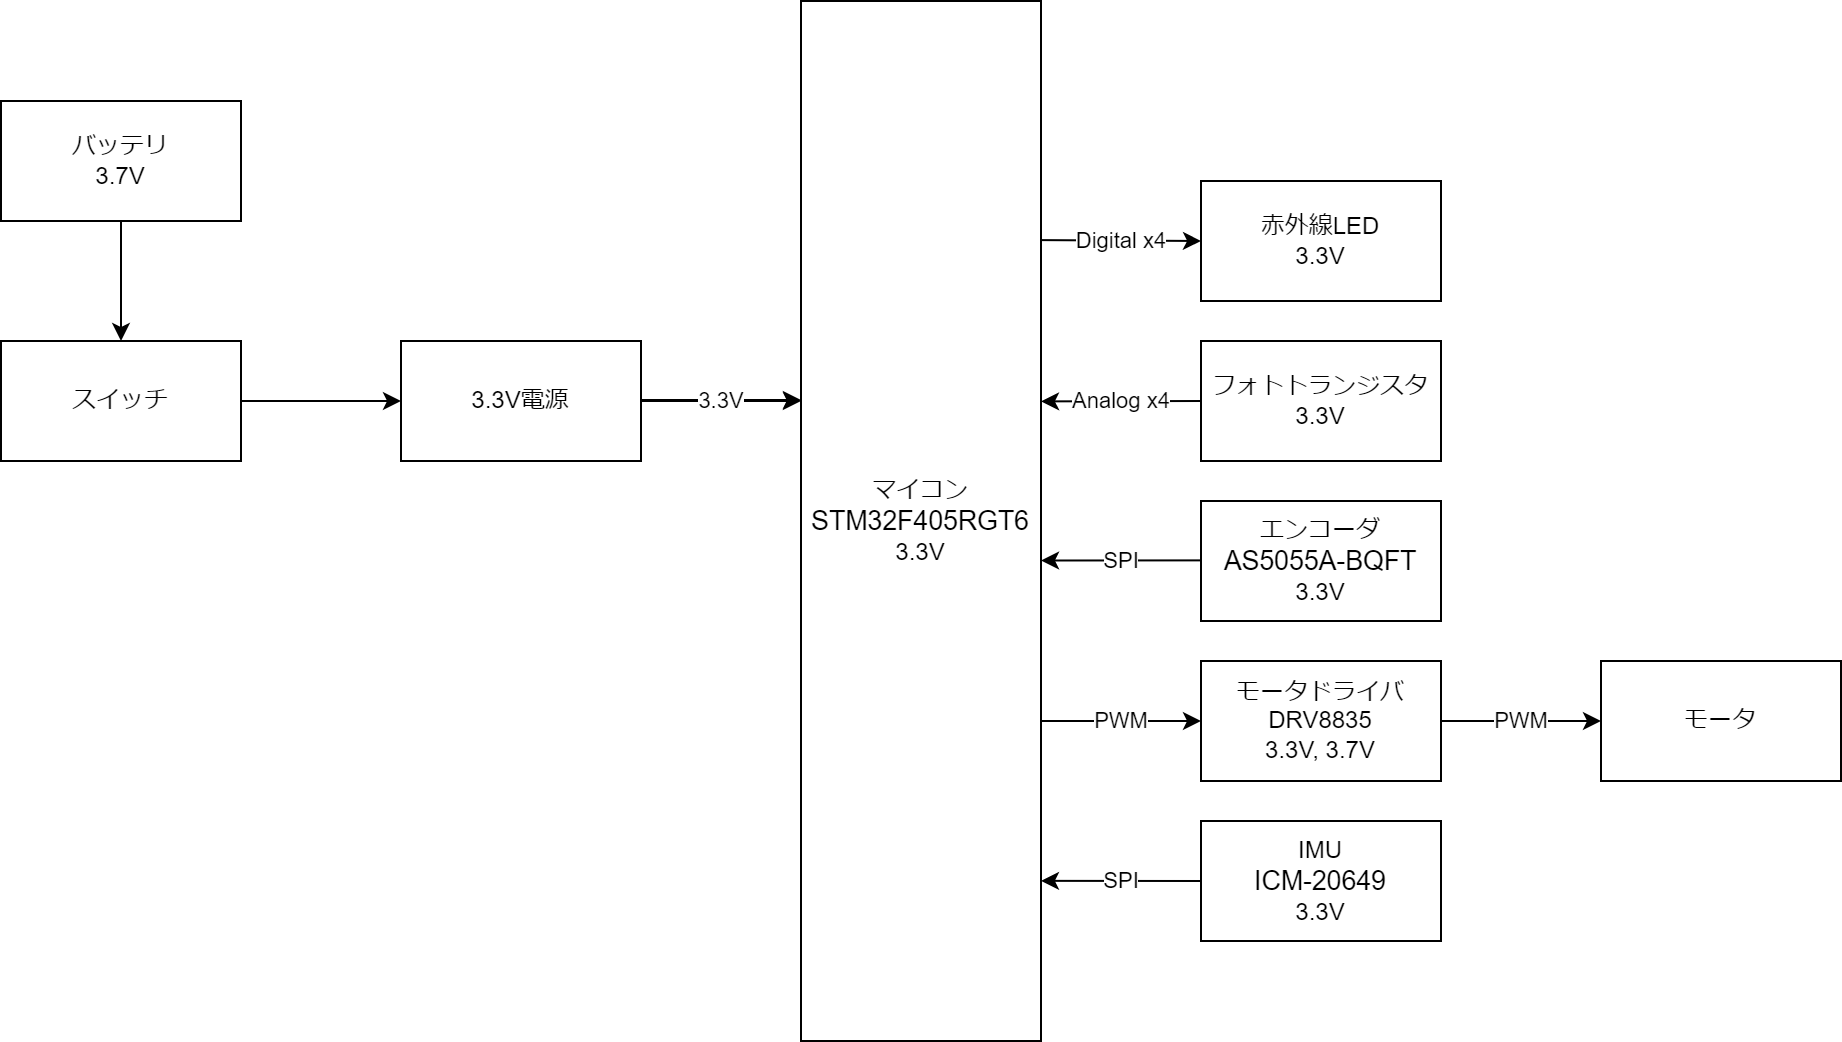 バッテリ
3.7V
スイッチ
3.3V電源
3.3V
マイコン
STM32F405RGT6
3.3V
Digital x4
赤外線LED
3.3V
Analog x4
フォトトランジスタ
3.3V
SPI
エンコーダ
AS5055A-BQFT
3.3V
PWM
モータドライバ
DRV8835
3.3V, 3.7V
PWM
モータ
SPI
IMU
ICM-20649
3.3V